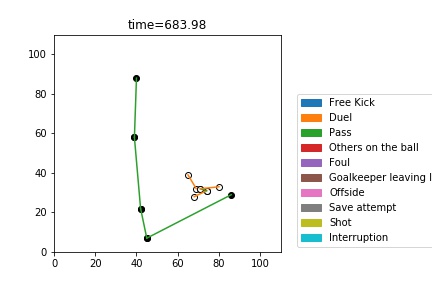 time=683.98
100
80
60
40
20
0
0 20 40 60 80 100
Free Kick
Duel
Pass
Others on the ball
Foul
Goalkeeper leaving l
Offside
Save attempt
Shot
Interruption